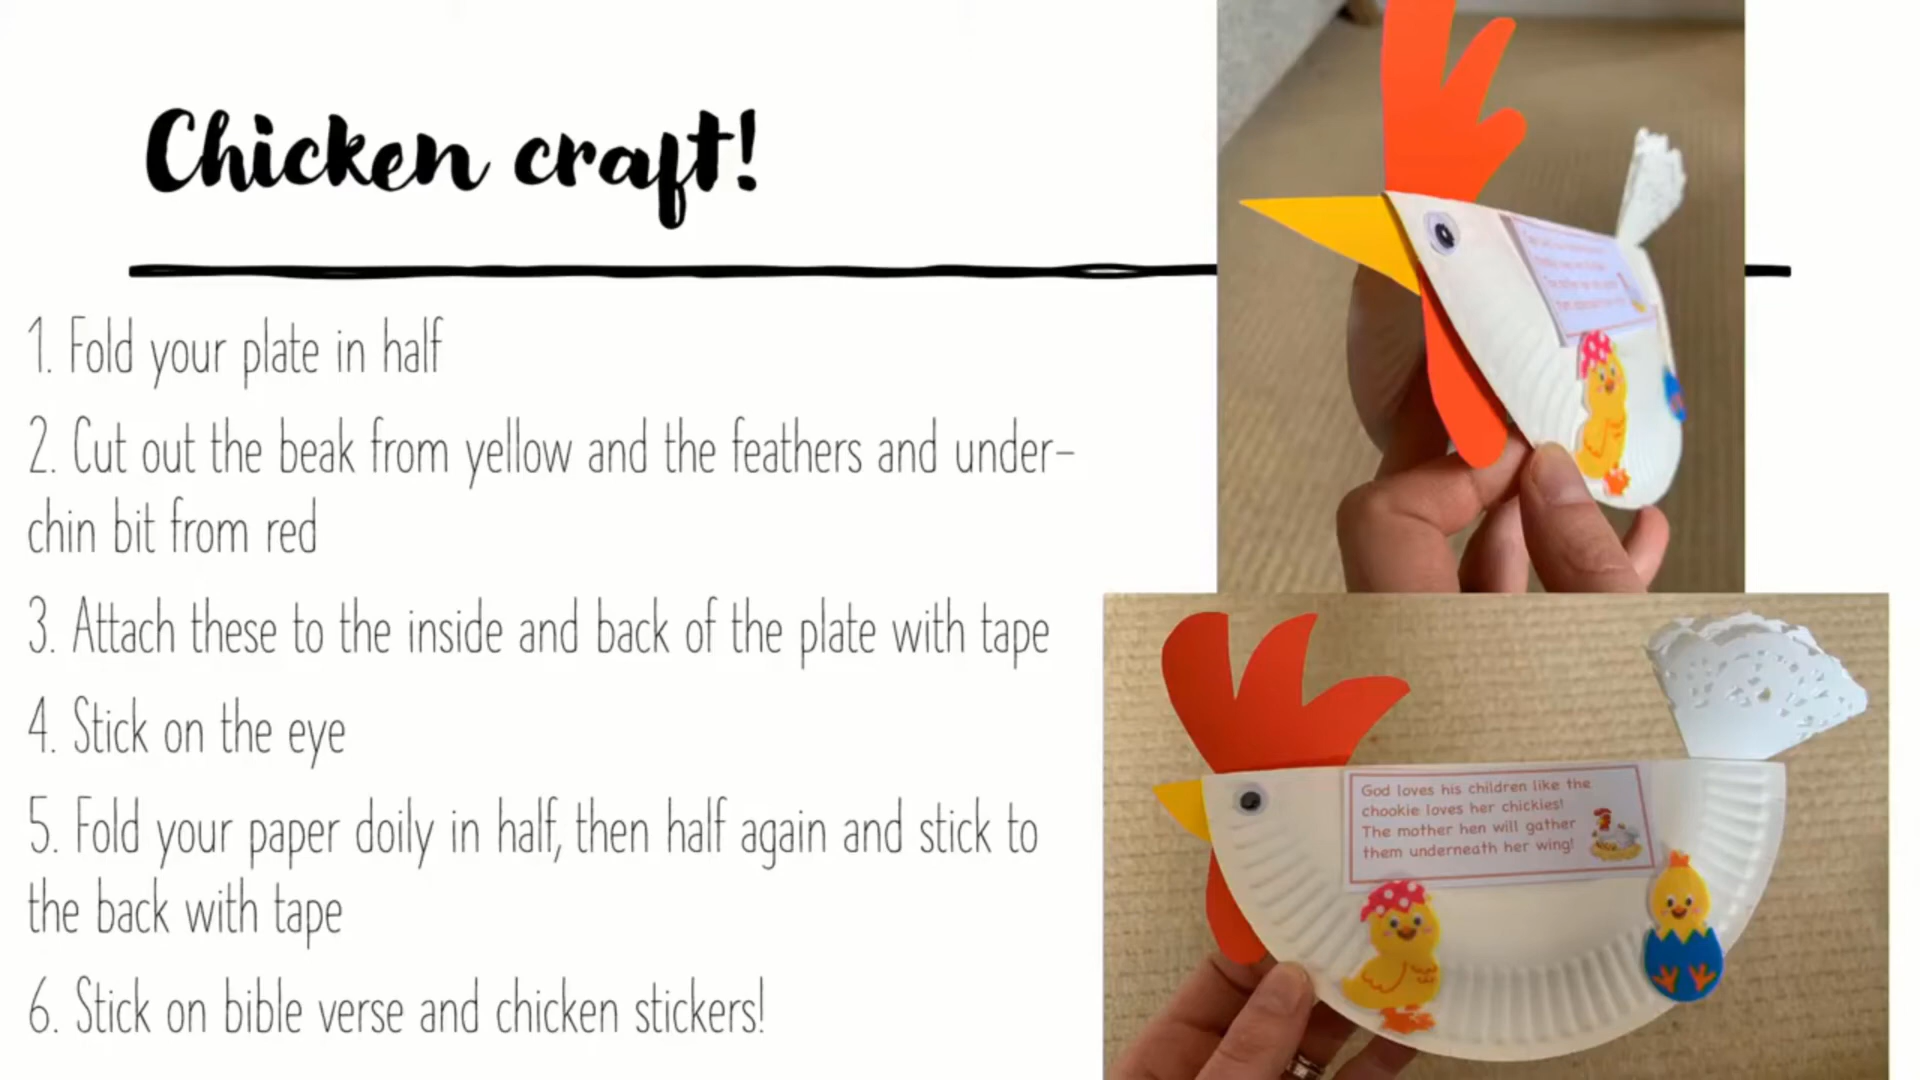 Chicken craft!
1. Fold your plate in half
2. Cut out the beak from yellow and the feathers and under-
chin bit from red
3. Attach these to the inside and back of the plate with tape
4. Stick on the eye
5. Fold your paper doily in half, then half again and stick to
the back with tape
6. Stick on bible verse and chicken stickers!
God loves his children like the
chookie loves her chickies!
The mother hen will gather
them underneath her wing!